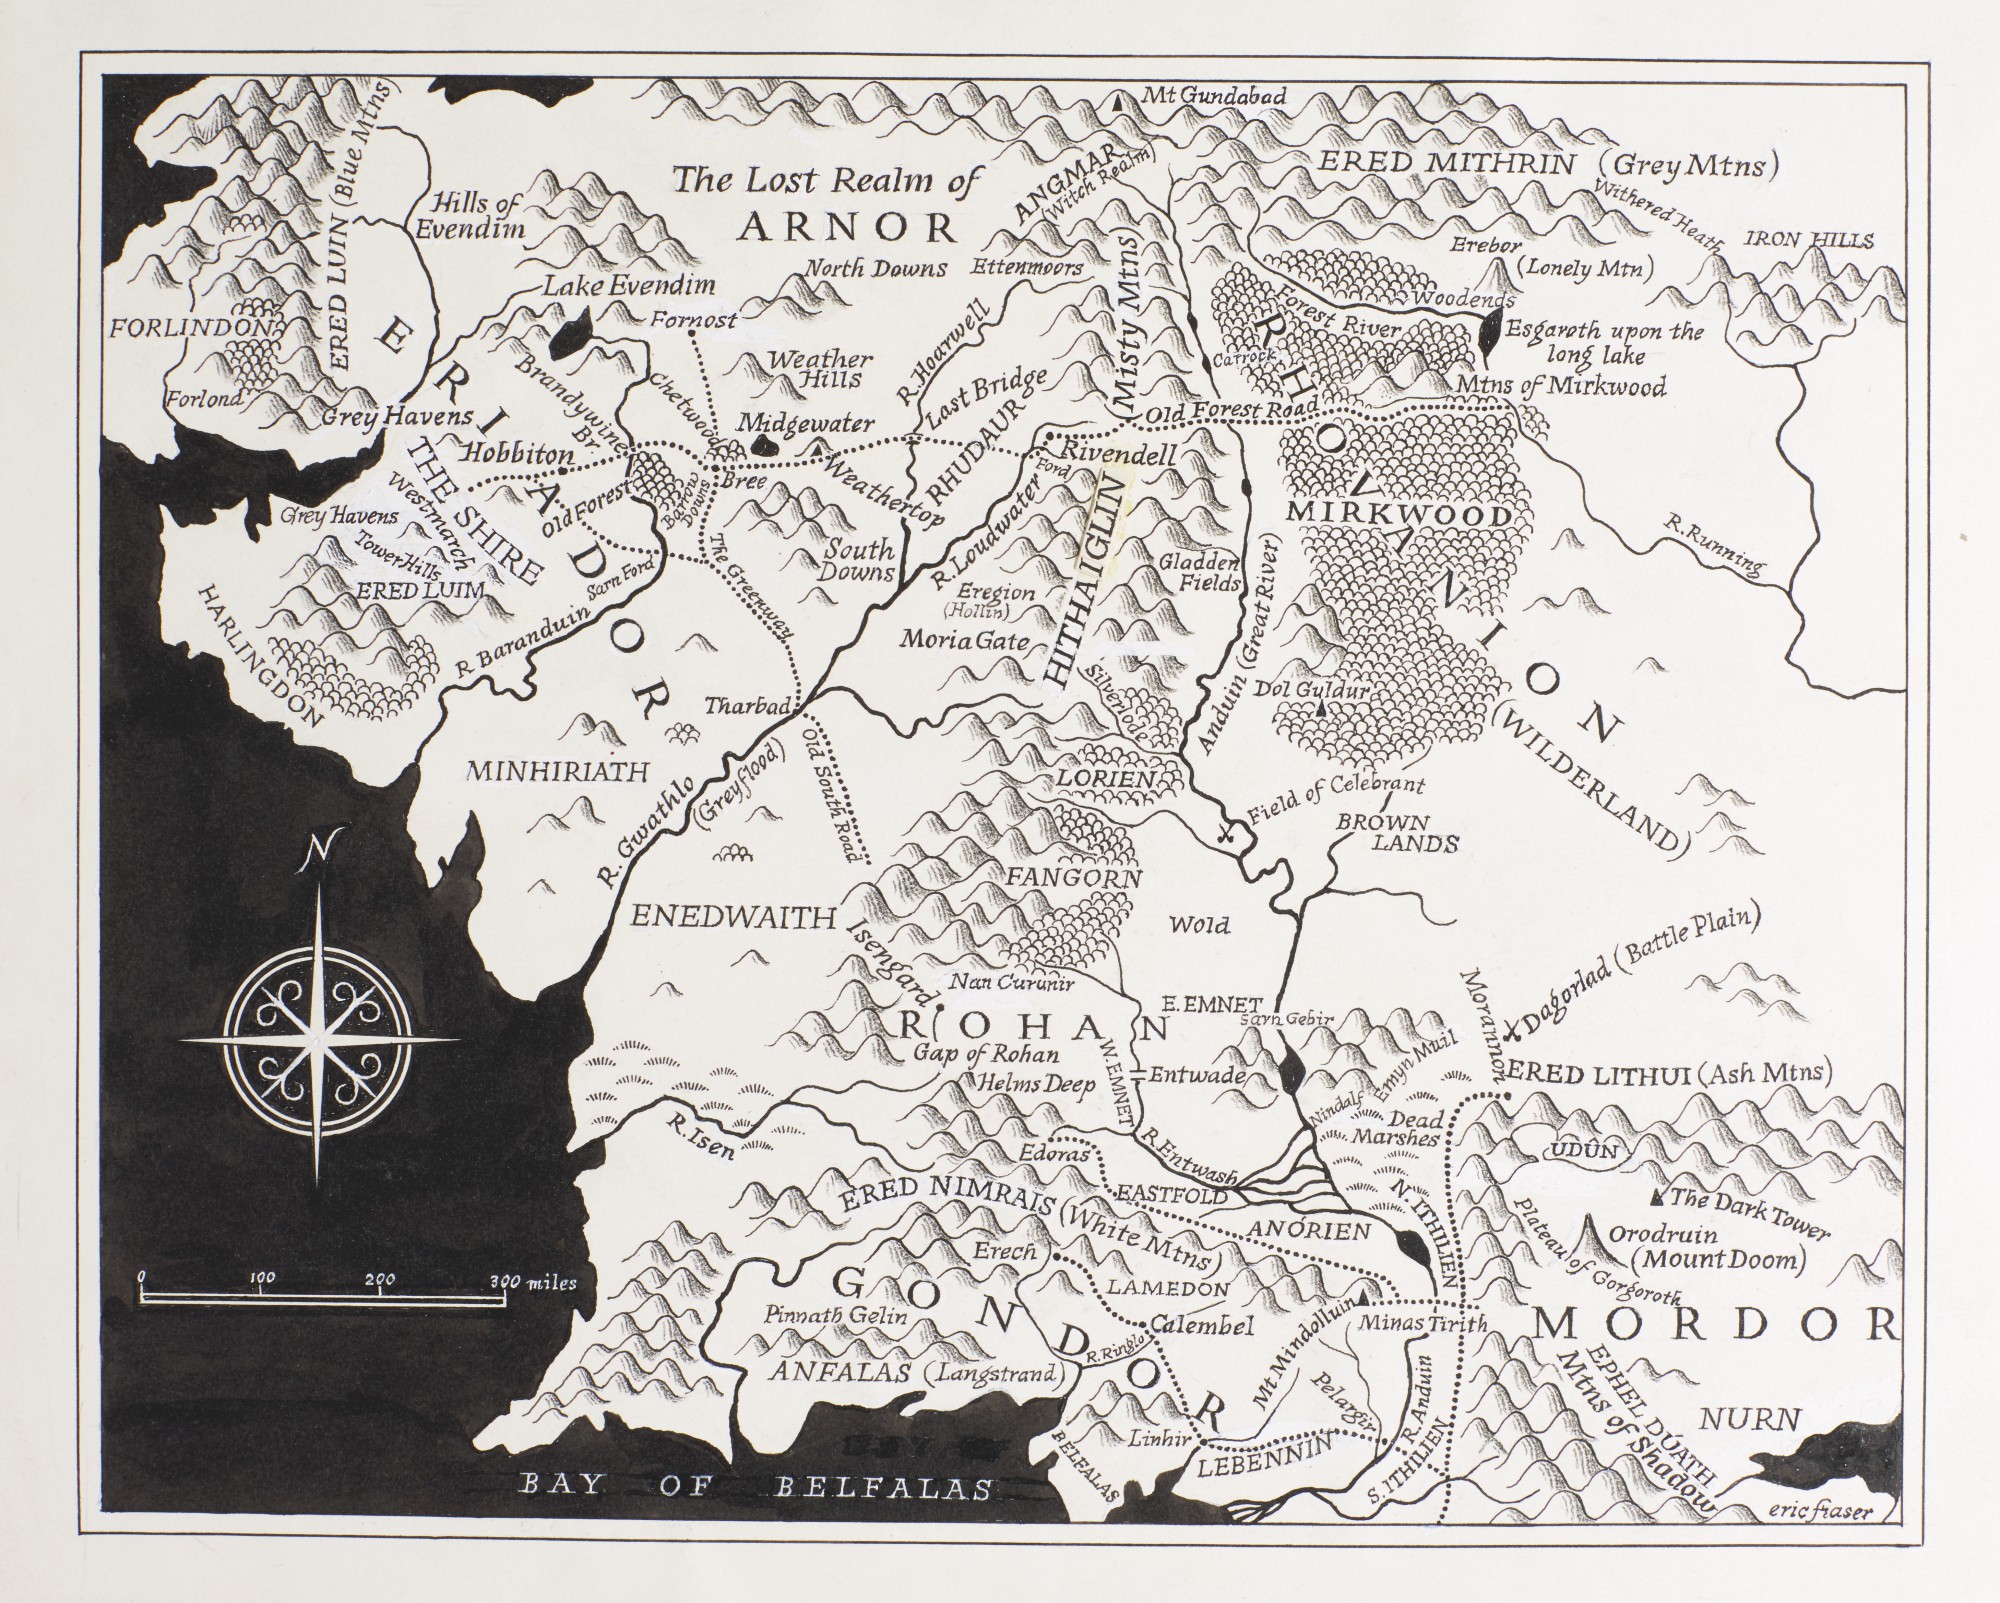 Mt Gundabad
ERED MITHRIN (Grey Mtns)
Withered Heath
IRON HILLS
Erebor
(Lonely Mtn)
ANGMAR
(Witch Realm)
The Lost Realm of
ARNOR
North Downs
Ettenmoors
Hills of
Evendim
ERED LUIN (Blue Mtns)
Lake Evendim
Fornost
FORLINDON
Forlond
Grey Havens
ERIADOR
Brandywine
Br.
Chetwood
Weather
Hills
Midgewater
R. Hoarwell
Last Bridge
RHUDAUR
(Misty Mtns)
HITHAIGLIN
Carrock
Forest River
Woodends
Esgaroth upon the
long lake
Mtns of Mirkwood
Old Forest Road
RHOVANION
(WILDERLAND)
MIRKWOOD
R. Running
Hobbiton
THE SHIRE
Westmarch
Grey Havens
Tower Hills
ERED LUIM
HARLINGDON
Old Forest
Barrow
Downs
Bree
Weathertop
Rivendell
Ford
R. Loudwater
South
Downs
Sarn Ford
R Baranduin
The Greenway
Eregion
(Hollin)
Moria Gate
Gladden
Fields
Silverlode
Anduin (Great River)
Dol Guldur
Tharbad
MINHIRIATH
R. Gwathlo
(Greyflood)
Old South Road
LORIEN
Field of Celebrant
BROWN
LANDS
N
ENEDWAITH
FANGORN
Wold
Isengard
Nan Curunir
ROHAN
Gap of Rohan
Helms Deep
E. EMNET
W. EMNET
Sarn Gebir
Entwade
Emyn Muil
Nindalf
Dead
Marshes
Morannon
Dagorlad (Battle Plain)
ERED LITHUI (Ash Mtns)
UDÛN
R. Isen
Edoras
R. Entwash
EASTFOLD
ANÓRIEN
N. ITHILIEN
The Dark Tower
Orodruin
(Mount Doom)
Plateau of Gorgoroth
MORDOR
ERED NIMRAIS (White Mtns)
Erech
LAMEDON
GONDOR
Pinnath Gelin
ANFALAS (Langstrand)
Calembel
R. Ringlo
Mt Mindolluin
Minas Tirith
Pelargir
R. Anduin
Linhir
LEBENNIN
S. ITHILIEN
BELFALAS
EPHEL DÚATH
Mtns of Shadow
NURN
0 100 200 300 miles
BAY OF BELFALAS
eric fraser